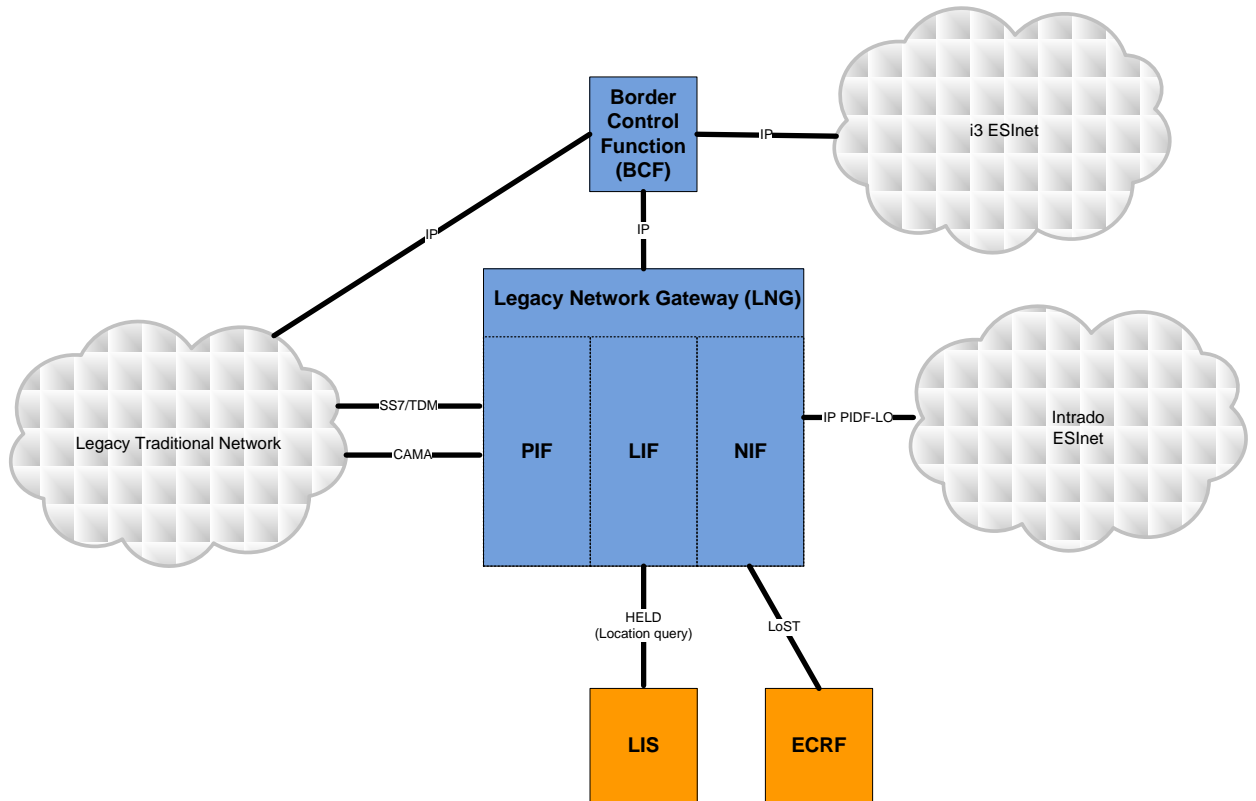 Border
Control
Function
(BCF)
i3 ESInet
IP
IP
IP
Legacy Network Gateway (LNG)
Legacy Traditional Network
SS7/TDM
CAMA
PIF
LIF
NIF
IP PIDF-LO
Intrado
ESInet
HELD
(Location query)
LoST
LIS
ECRF